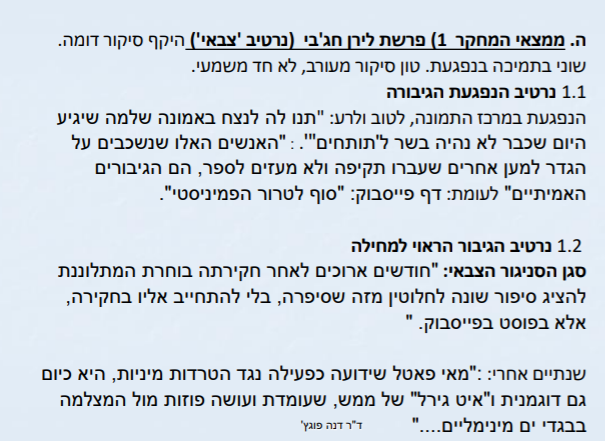 ה. ממצאי המחקר 1) פרשת לירן חג'בי (נרטיב 'צבאי') היקף סיקור דומה.
שוני בתמיכה בנפגעת. טון סיקור מעורב, לא חד משמעי.
1.1 נרטיב הנפגעת הגיבורה
הנפגעת במרכז התמונה, לטוב ולרע: "תנו לה לנצח באמונה שלמה שיגיע
היום שכבר לא נהיה בשר ל"תותחים"'. : "האנשים האלו שנשכבים על
הגדר למען אחרים שעברו תקיפה ולא מעזים לספר, הם הגיבורים
האמיתיים" לעומת: דף פייסבוק: "סוף לטרור הפמיניסטי".
1.2 נרטיב הגיבור הראוי למחילה
סגן הסניגור הצבאי: "חודשים ארוכים לאחר חקירתה בוחרת המתלוננת
להציג סיפור שונה לחלוטין מזה שסיפרה, בלי להתחייב אליו בחקירה,
אלא בפוסט בפייסבוק. "
שנתיים אחרי: :"מאי פאטל שידועה כפעילה נגד הטרדות מיניות, היא כיום
גם דוגמנית ו"איט גירל" של ממש, שעומדת ועושה פוזות מול המצלמה
בבגדי ים מינימליים...."
ד"ר דנה פוגץ'